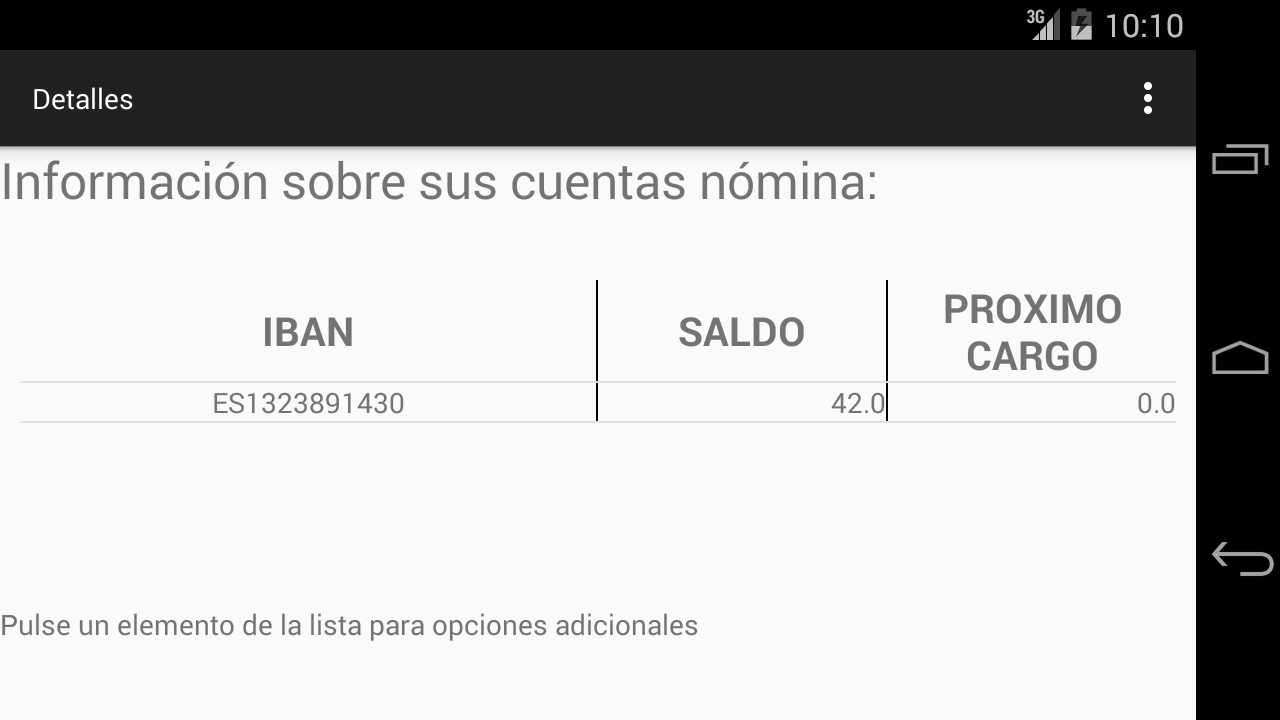 3G 10:10
Detalles
Información sobre sus cuentas nómina:
IBAN SALDO PROXIMO
CARGO
ES1323891430 42.0 0.0
Pulse un elemento de la lista para opciones adicionales